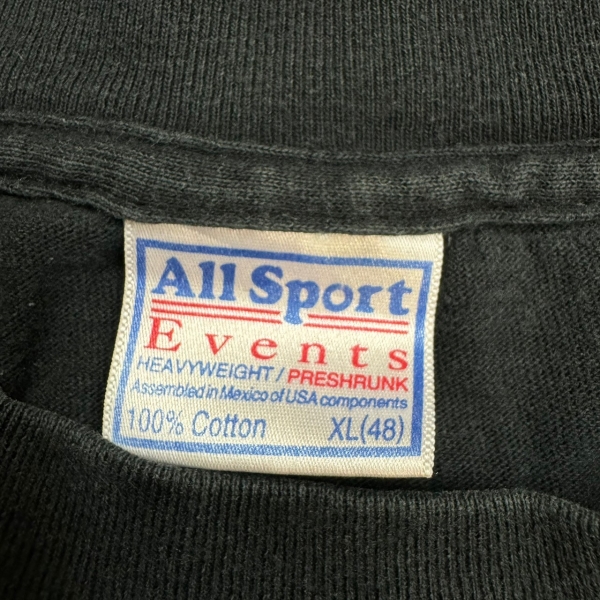 All Sport
Events
HEAVYWEIGHT / PRESHRUNK
Assembled in Mexico of USA components
100% Cotton XL(48)